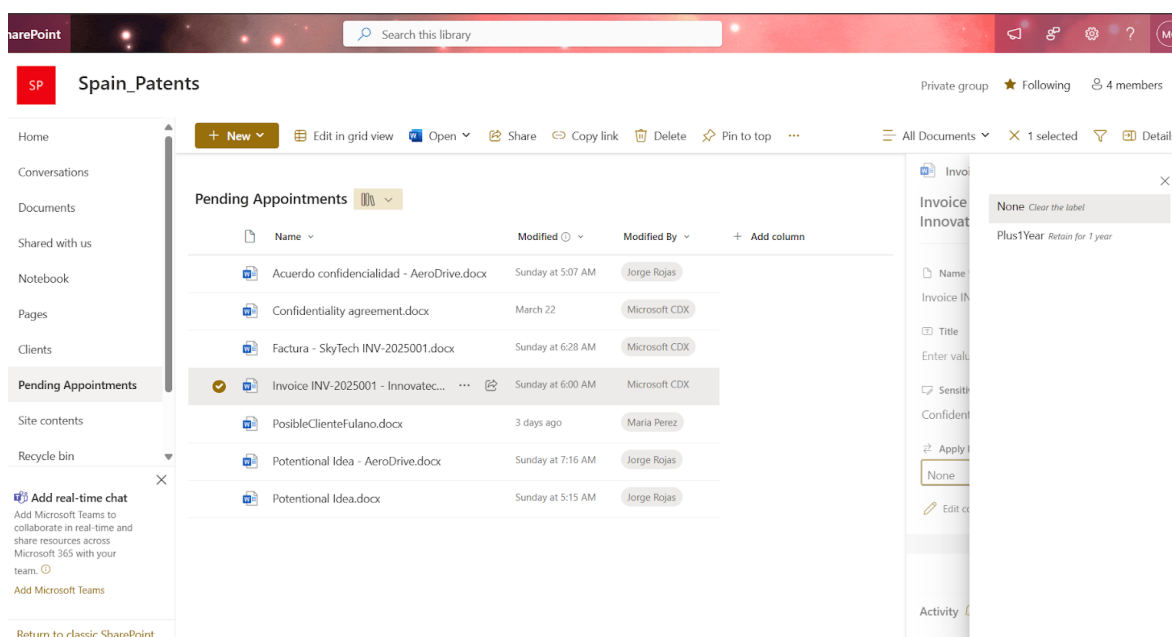 harePoint
Search this library
?
SP
Spain_Patents
Private group
Following
4 members
Home
Conversations
Documents
Shared with us
Notebook
Pages
Clients
Pending Appointments
Site contents
Recycle bin
Add real-time chat
Add Microsoft Teams to
collaborate in real-time and
share resources across
Microsoft 365 with your
team.
Add Microsoft Teams
Return to classic SharePoint
+ New
Edit in grid view
Open
Share
Copy link
Delete
Pin to top
...
All Documents
1 selected
Detail
Pending Appointments
Name
Modified
Modified By
+ Add column
Acuerdo confidencialidad - AeroDrive.docx
Sunday at 5:07 AM
Jorge Rojas
Confidentiality agreement.docx
March 22
Microsoft CDX
Factura - SkyTech INV-2025001.docx
Sunday at 6:28 AM
Microsoft CDX
Invoice INV-2025001 - Innovatec...
Sunday at 6:00 AM
Microsoft CDX
PosibleClienteFulano.docx
3 days ago
Maria Perez
Potentional Idea - AeroDrive.docx
Sunday at 7:16 AM
Jorge Rojas
Potentional Idea.docx
Sunday at 5:15 AM
Jorge Rojas
Invoi
Invoice
Innovat
Name
Invoice IN
Title
Enter valu
Sensitiv
Confident
Apply
None
Edit co
Activity
None Clear the label
Plus1Year Retain for 1 year